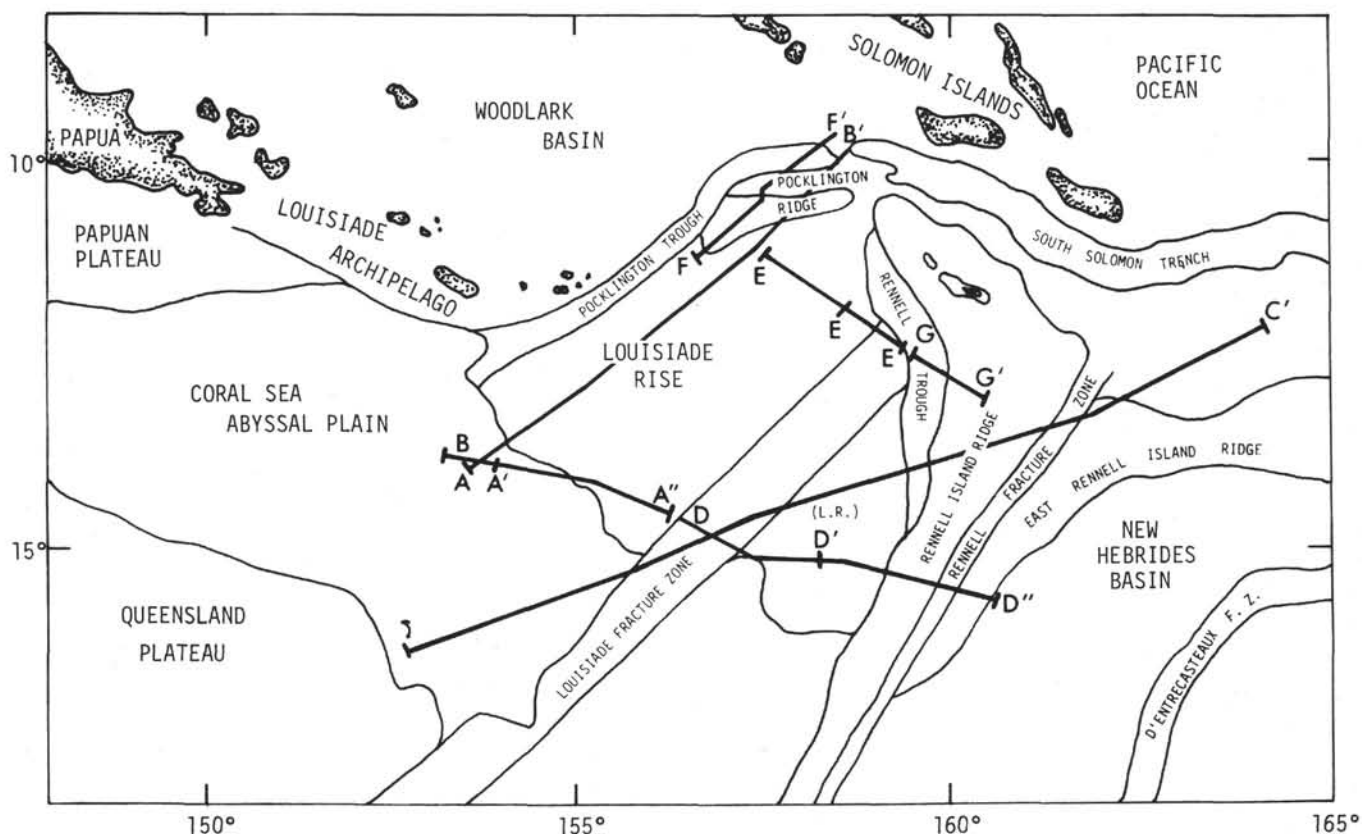 SOLOMON ISLANDS
PACIFIC
OCEAN
WOODLARK
BASIN
PAPUA
10°
F'
B'
POCKLINGTON
RIDGE
LOUISIADE
ARCHIPELAGO
PAPUAN
PLATEAU
POCKLINGTON TROUGH
F
E
SOUTH SOLOMON TRENCH
RENNELL
TROUGH
E
E
G
G'
C'
LOUISIADE
RISE
CORAL SEA
ABYSSAL PLAIN
B
A
A'
A"
D
(L.R.)
D'
D"
RENNELL ISLAND RIDGE
RENNELL FRACTURE ZONE
EAST RENNELL ISLAND RIDGE
NEW
HEBRIDES
BASIN
15°
QUEENSLAND
PLATEAU
LOUISIADE FRACTURE ZONE
D'ENTRECASTEAUX F. Z.
150°
155°
160°
165°